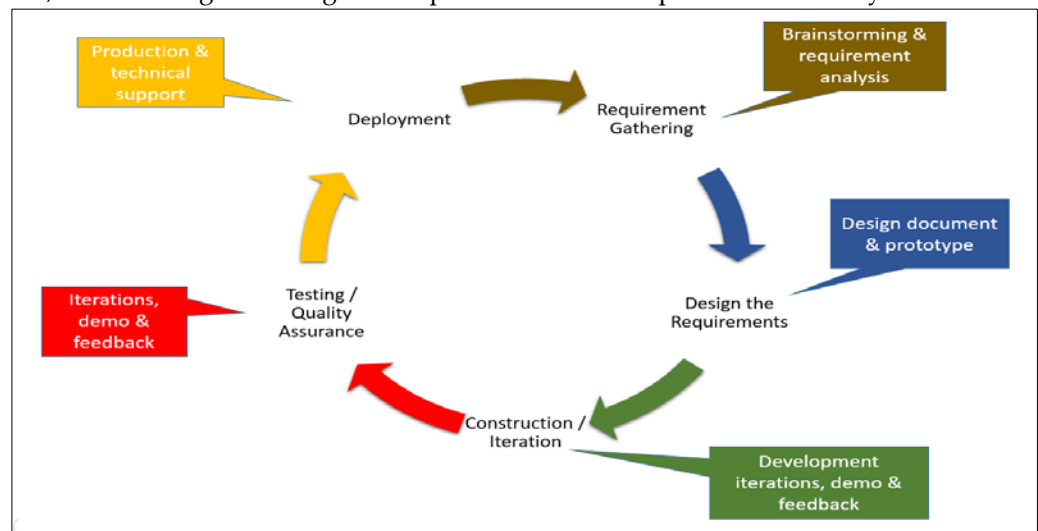 Production &
technical
support
Brainstorming &
requirement
analysis
Deployment
Requirement
Gathering
Design document
& prototype
Iterations,
demo &
feedback
Testing /
Quality
Assurance
Design the
Requirements
Construction /
Iteration
Development
iterations, demo &
feedback